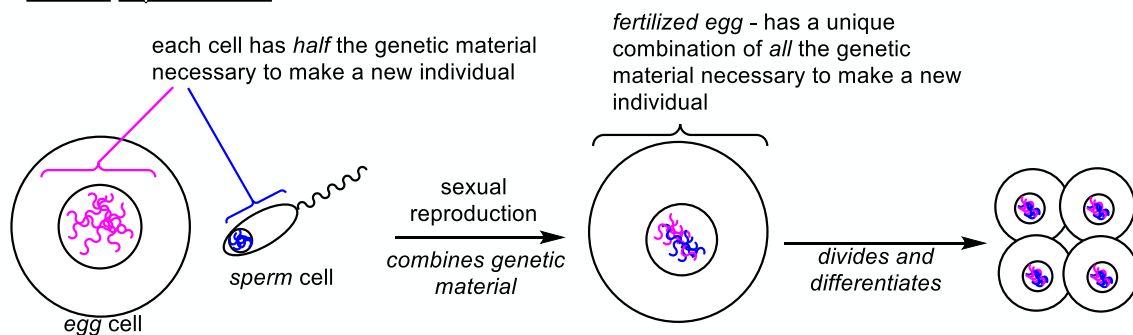 each cell has half the genetic material
necessary to make a new individual
fertilized egg - has a unique
combination of all the genetic
material necessary to make a new
individual
sexual
reproduction
combines genetic
material
divides and
differentiates
sperm cell
egg cell